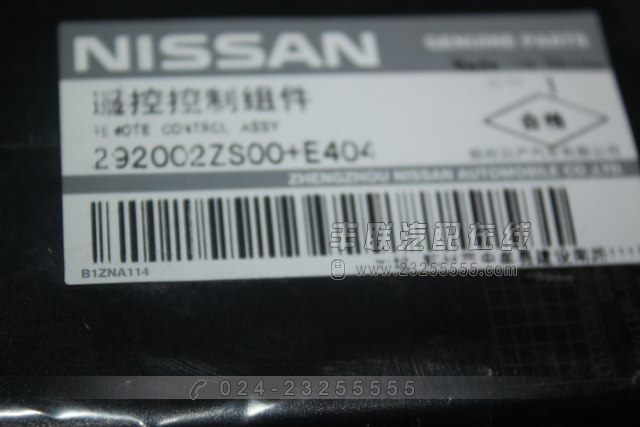 NISSAN
GENUINE PARTS
遥控控制组件
REMOTE CONTROL ASSY
合格
292002ZS00+E404
ZHENGZHOU NISSAN AUTOMOBILE CO.,LTD.
丰联汽配在线
www.23255555.com
B1ZNA114
024-23255555